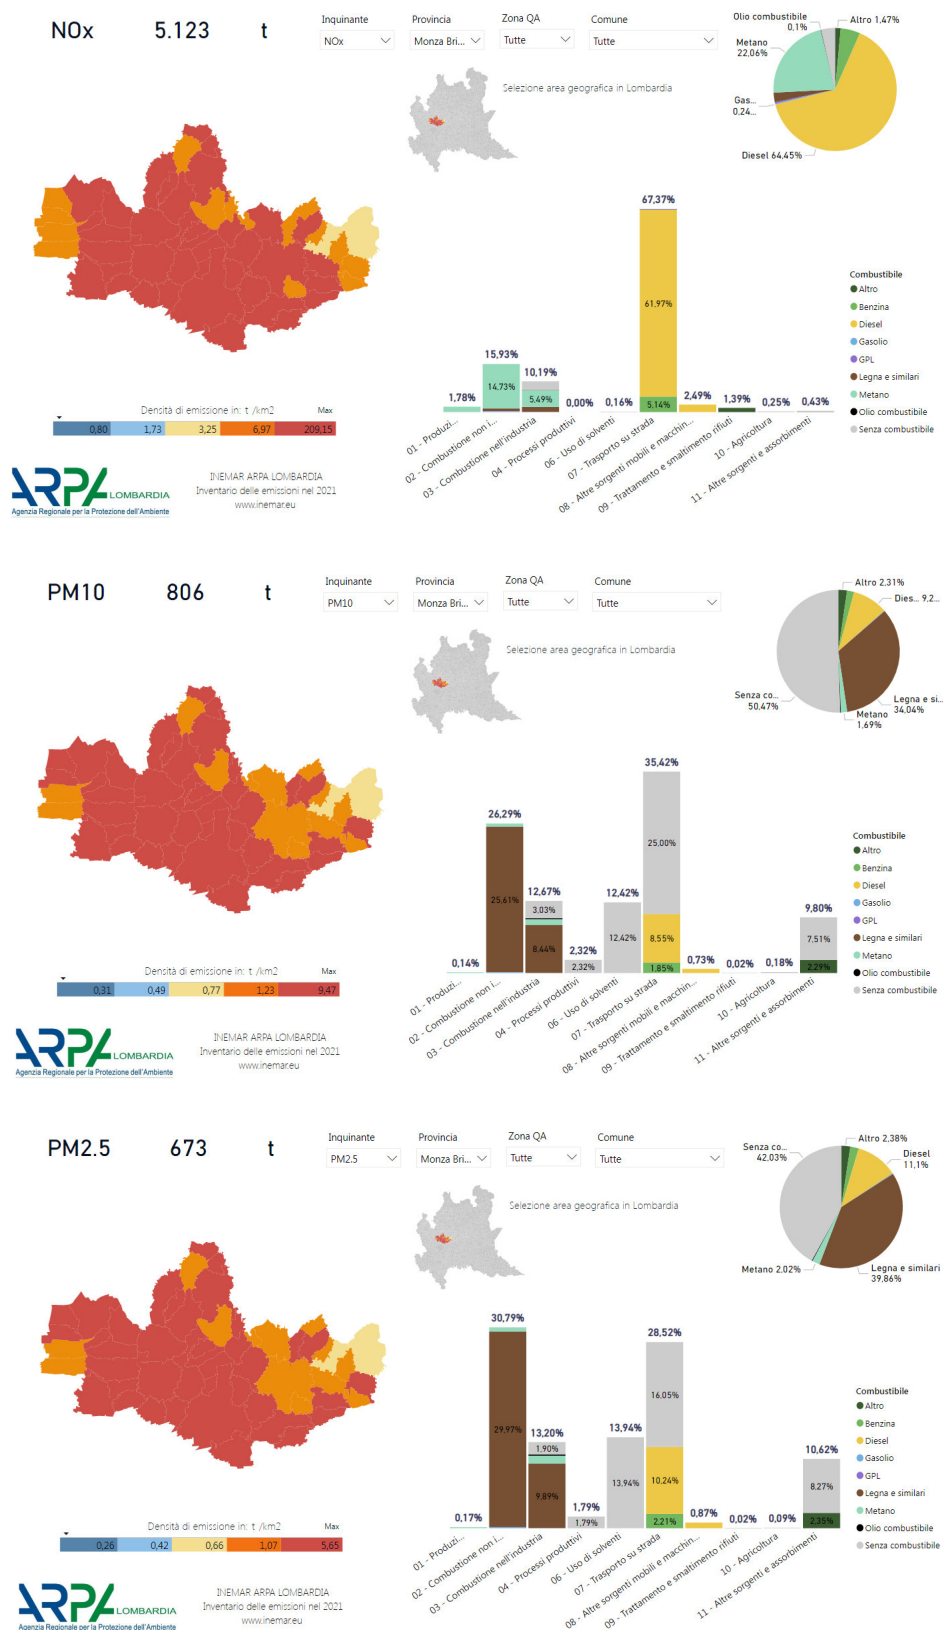 NOx 5.123 t
Inquinante Provincia Zona QA Comune
NOx Monza Bri... Tutte Tutte
Selezione area geografica in Lombardia
Olio combustibile
0,1%
Altro 1,47%
Metano
22,06%
Gas...
0,24...
Diesel 64,45%
67,37%
61,97%
5,14%
15,93%
14,73%
10,19%
5,49%
1,78%
0,00%
0,16%
2,49%
1,39%
0,25%
0,43%
01 - Produzi...
02 - Combustione non i...
03 - Combustione nell'industria
04 - Processi produttivi
06 - Uso di solventi
07 - Trasporto su strada
08 - Altre sorgenti mobili e macchin...
09 - Trattamento e smaltimento rifiuti
10 - Agricoltura
11 - Altre sorgenti e assorbimenti
Combustibile
Altro
Benzina
Diesel
Gasolio
GPL
Legna e similari
Metano
Olio combustibile
Senza combustibile
Densità di emissione in: t /km2 Max
0,80 1,73 3,25 6,97 209,15
ARPA LOMBARDIA
Agenzia Regionale per la Protezione dell'Ambiente
INEMAR ARPA LOMBARDIA
Inventario delle emissioni nel 2021
www.inemar.eu
PM10 806 t
Inquinante Provincia Zona QA Comune
PM10 Monza Bri... Tutte Tutte
Selezione area geografica in Lombardia
Altro 2,31%
Dies... 9,2...
Senza co...
50,47%
Legna e si...
34,04%
Metano
1,69%
35,42%
25,00%
8,55%
1,85%
26,29%
25,61%
12,67%
3,03%
8,44%
12,42%
12,42%
2,32%
2,32%
0,14%
0,73%
0,02%
0,18%
9,80%
7,51%
2,29%
01 - Produzi...
02 - Combustione non i...
03 - Combustione nell'industria
04 - Processi produttivi
06 - Uso di solventi
07 - Trasporto su strada
08 - Altre sorgenti mobili e macchin...
09 - Trattamento e smaltimento rifiuti
10 - Agricoltura
11 - Altre sorgenti e assorbimenti
Combustibile
Altro
Benzina
Diesel
Gasolio
GPL
Legna e similari
Metano
Olio combustibile
Senza combustibile
Densità di emissione in: t /km2 Max
0,31 0,49 0,77 1,23 9,47
ARPA LOMBARDIA
Agenzia Regionale per la Protezione dell'Ambiente
INEMAR ARPA LOMBARDIA
Inventario delle emissioni nel 2021
www.inemar.eu
PM2.5 673 t
Inquinante Provincia Zona QA Comune
PM2.5 Monza Bri... Tutte Tutte
Selezione area geografica in Lombardia
Senza co...
42,03%
Altro 2,38%
Diesel
11,1%
Metano 2,02%
Legna e similari
39,86%
30,79%
29,97%
28,52%
16,05%
10,24%
2,21%
13,20%
1,90%
9,89%
13,94%
13,94%
1,79%
1,79%
0,17%
0,87%
0,02%
0,09%
10,62%
8,27%
2,35%
01 - Produzi...
02 - Combustione non i...
03 - Combustione nell'industria
04 - Processi produttivi
06 - Uso di solventi
07 - Trasporto su strada
08 - Altre sorgenti mobili e macchin...
09 - Trattamento e smaltimento rifiuti
10 - Agricoltura
11 - Altre sorgenti e assorbimenti
Combustibile
Altro
Benzina
Diesel
Gasolio
GPL
Legna e similari
Metano
Olio combustibile
Senza combustibile
Densità di emissione in: t /km2 Max
0,26 0,42 0,66 1,07 5,65
ARPA LOMBARDIA
Agenzia Regionale per la Protezione dell'Ambiente
INEMAR ARPA LOMBARDIA
Inventario delle emissioni nel 2021
www.inemar.eu